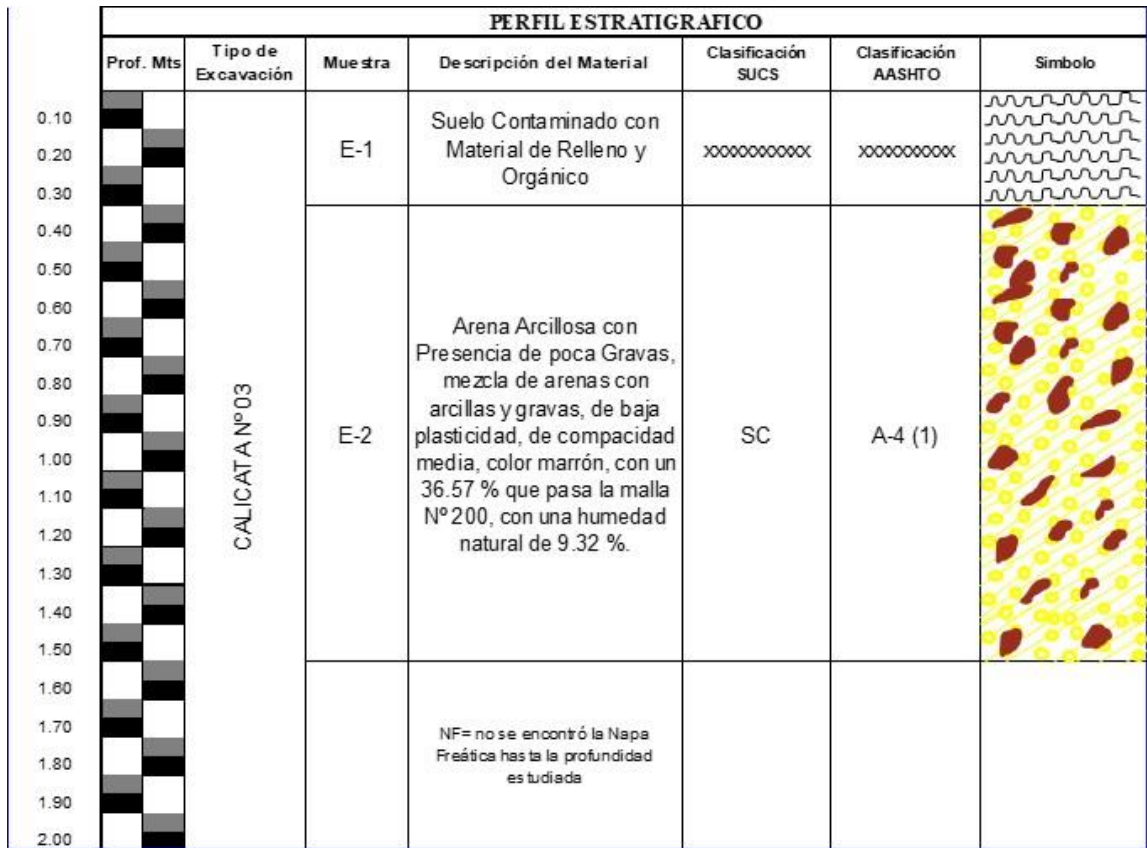 PERFIL ESTRATIGRAFICO
Prof. Mts
Tipo de
Excavación
Muestra
Descripción del Material
Clasificación
SUCS
Clasificación
AASHTO
Simbolo
0.10
0.20
0.30
0.40
0.50
0.60
0.70
0.80
0.90
1.00
1.10
1.20
1.30
1.40
1.50
1.60
1.70
1.80
1.90
2.00
CALICATA Nº 03
E-1
Suelo Contaminado con
Material de Relleno y
Orgánico
xxxxxxxxxxx
xxxxxxxxxx
E-2
Arena Arcillosa con
Presencia de poca Gravas,
mezcla de arenas con
arcillas y gravas, de baja
plasticidad, de compacidad
media, color marrón, con un
36.57 % que pasa la malla
Nº 200, con una humedad
natural de 9.32 %.
SC
A-4 (1)
NF= no se encontró la Napa
Freática hasta la profundidad
estudiada